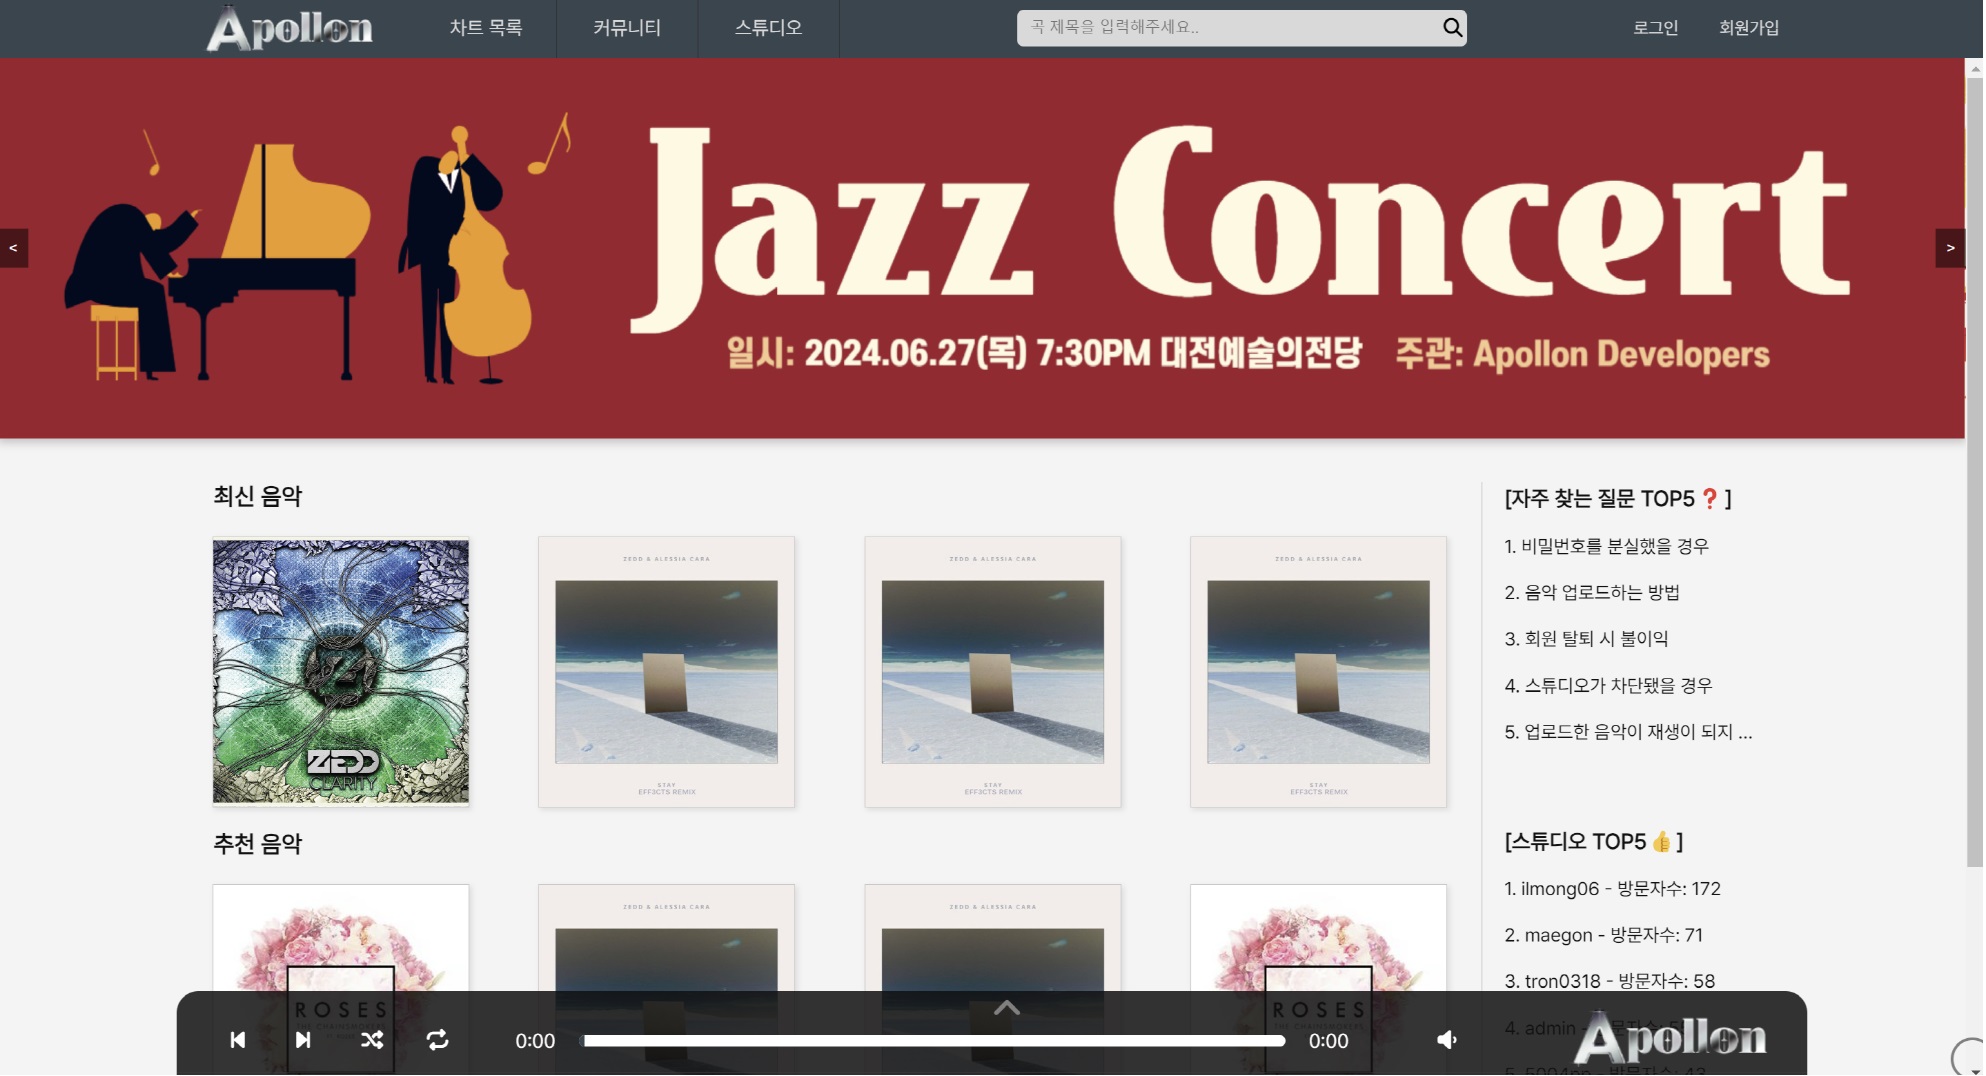 Apollon 차트 목록 커뮤니티 스튜디오 곡 제목을 입력해주세요.. 로그인 회원가입
Jazz Concert
< >
일시: 2024.06.27(목) 7:30PM 대전예술의전당 주관: Apollon Developers
최신 음악
ZEDD
CLARITY
ZEDD & ALESSIA CARA
STAY
EFF3CTS REMIX
ZEDD & ALESSIA CARA
STAY
EFF3CTS REMIX
ZEDD & ALESSIA CARA
STAY
EFF3CTS REMIX
추천 음악
ROSES
THE CHAINSMOKERS
ZEDD & ALESSIA CARA
ZEDD & ALESSIA CARA
ROSES
THE CHAINSMOKERS
[자주 찾는 질문 TOP5❓]
1. 비밀번호를 분실했을 경우
2. 음악 업로드하는 방법
3. 회원 탈퇴 시 불이익
4. 스튜디오가 차단됐을 경우
5. 업로드한 음악이 재생이 되지 ...
[스튜디오 TOP5👍]
1. ilmong06 - 방문자수: 172
2. maegon - 방문자수: 71
3. tron0318 - 방문자수: 58
4. admin - 방문자수:
방문자수: 43
0:00 0:00 Apollon